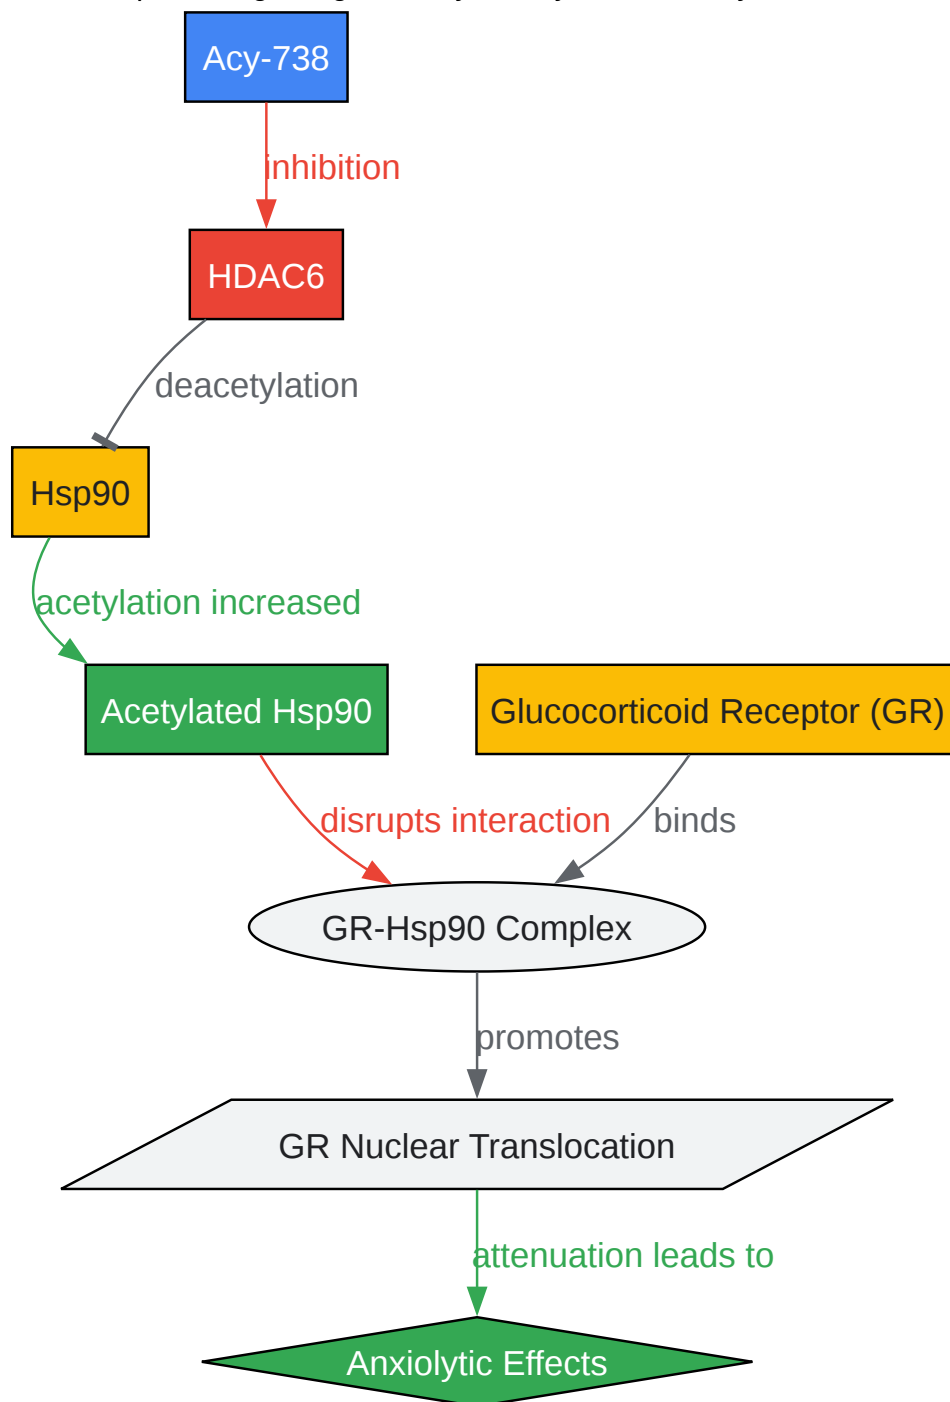 Acy-738
inhibition
HDAC6
deacetylation
Hsp90
acetylation increased
Acetylated Hsp90
Glucocorticoid Receptor (GR)
disrupts interaction
binds
GR-Hsp90 Complex
promotes
GR Nuclear Translocation
attenuation leads to
Anxiolytic Effects